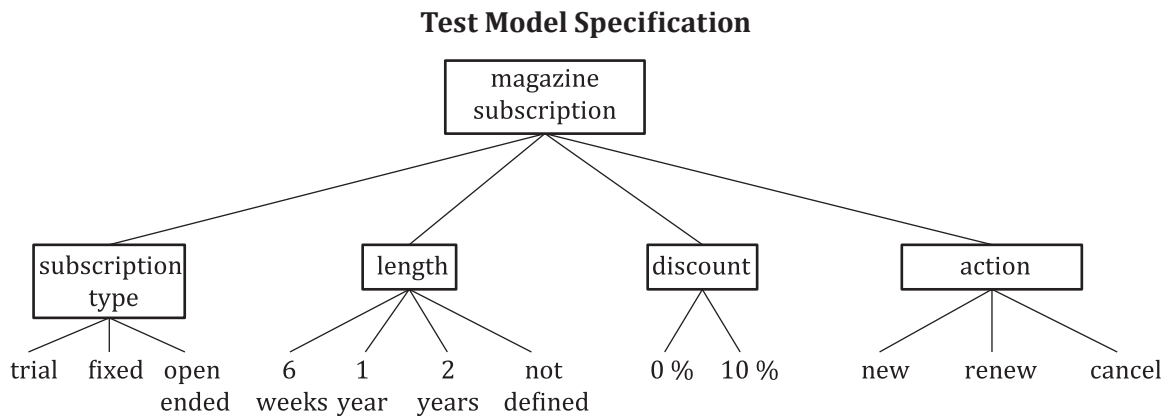 Test Model Specification
magazine
subscription
subscription
type
length
discount
action
trial
fixed
open
ended
6
weeks
1
year
2
years
not
defined
0 %
10 %
new
renew
cancel